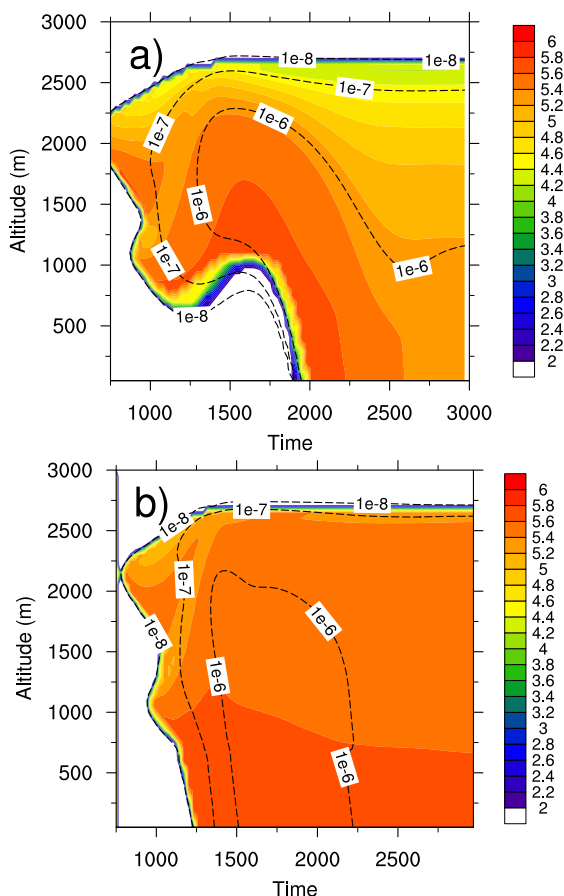 a)
3000
2500
2000
1500
1000
500
Altitude (m)
1e-8
1e-8
1e-7
1e-7
1e-6
1e-6
1e-7
1e-6
1e-8
1000
1500
2000
2500
3000
Time
6
5.8
5.6
5.4
5.2
5
4.8
4.6
4.4
4.2
4
3.8
3.6
3.4
3.2
3
2.8
2.6
2.4
2.2
2
b)
3000
2500
2000
1500
1000
500
Altitude (m)
1e-8
1e-7
1e-8
1e-7
1e-8
1e-6
1e-6
1e-6
1000
1500
2000
2500
Time
6
5.8
5.6
5.4
5.2
5
4.8
4.6
4.4
4.2
4
3.8
3.6
3.4
3.2
3
2.8
2.6
2.4
2.2
2